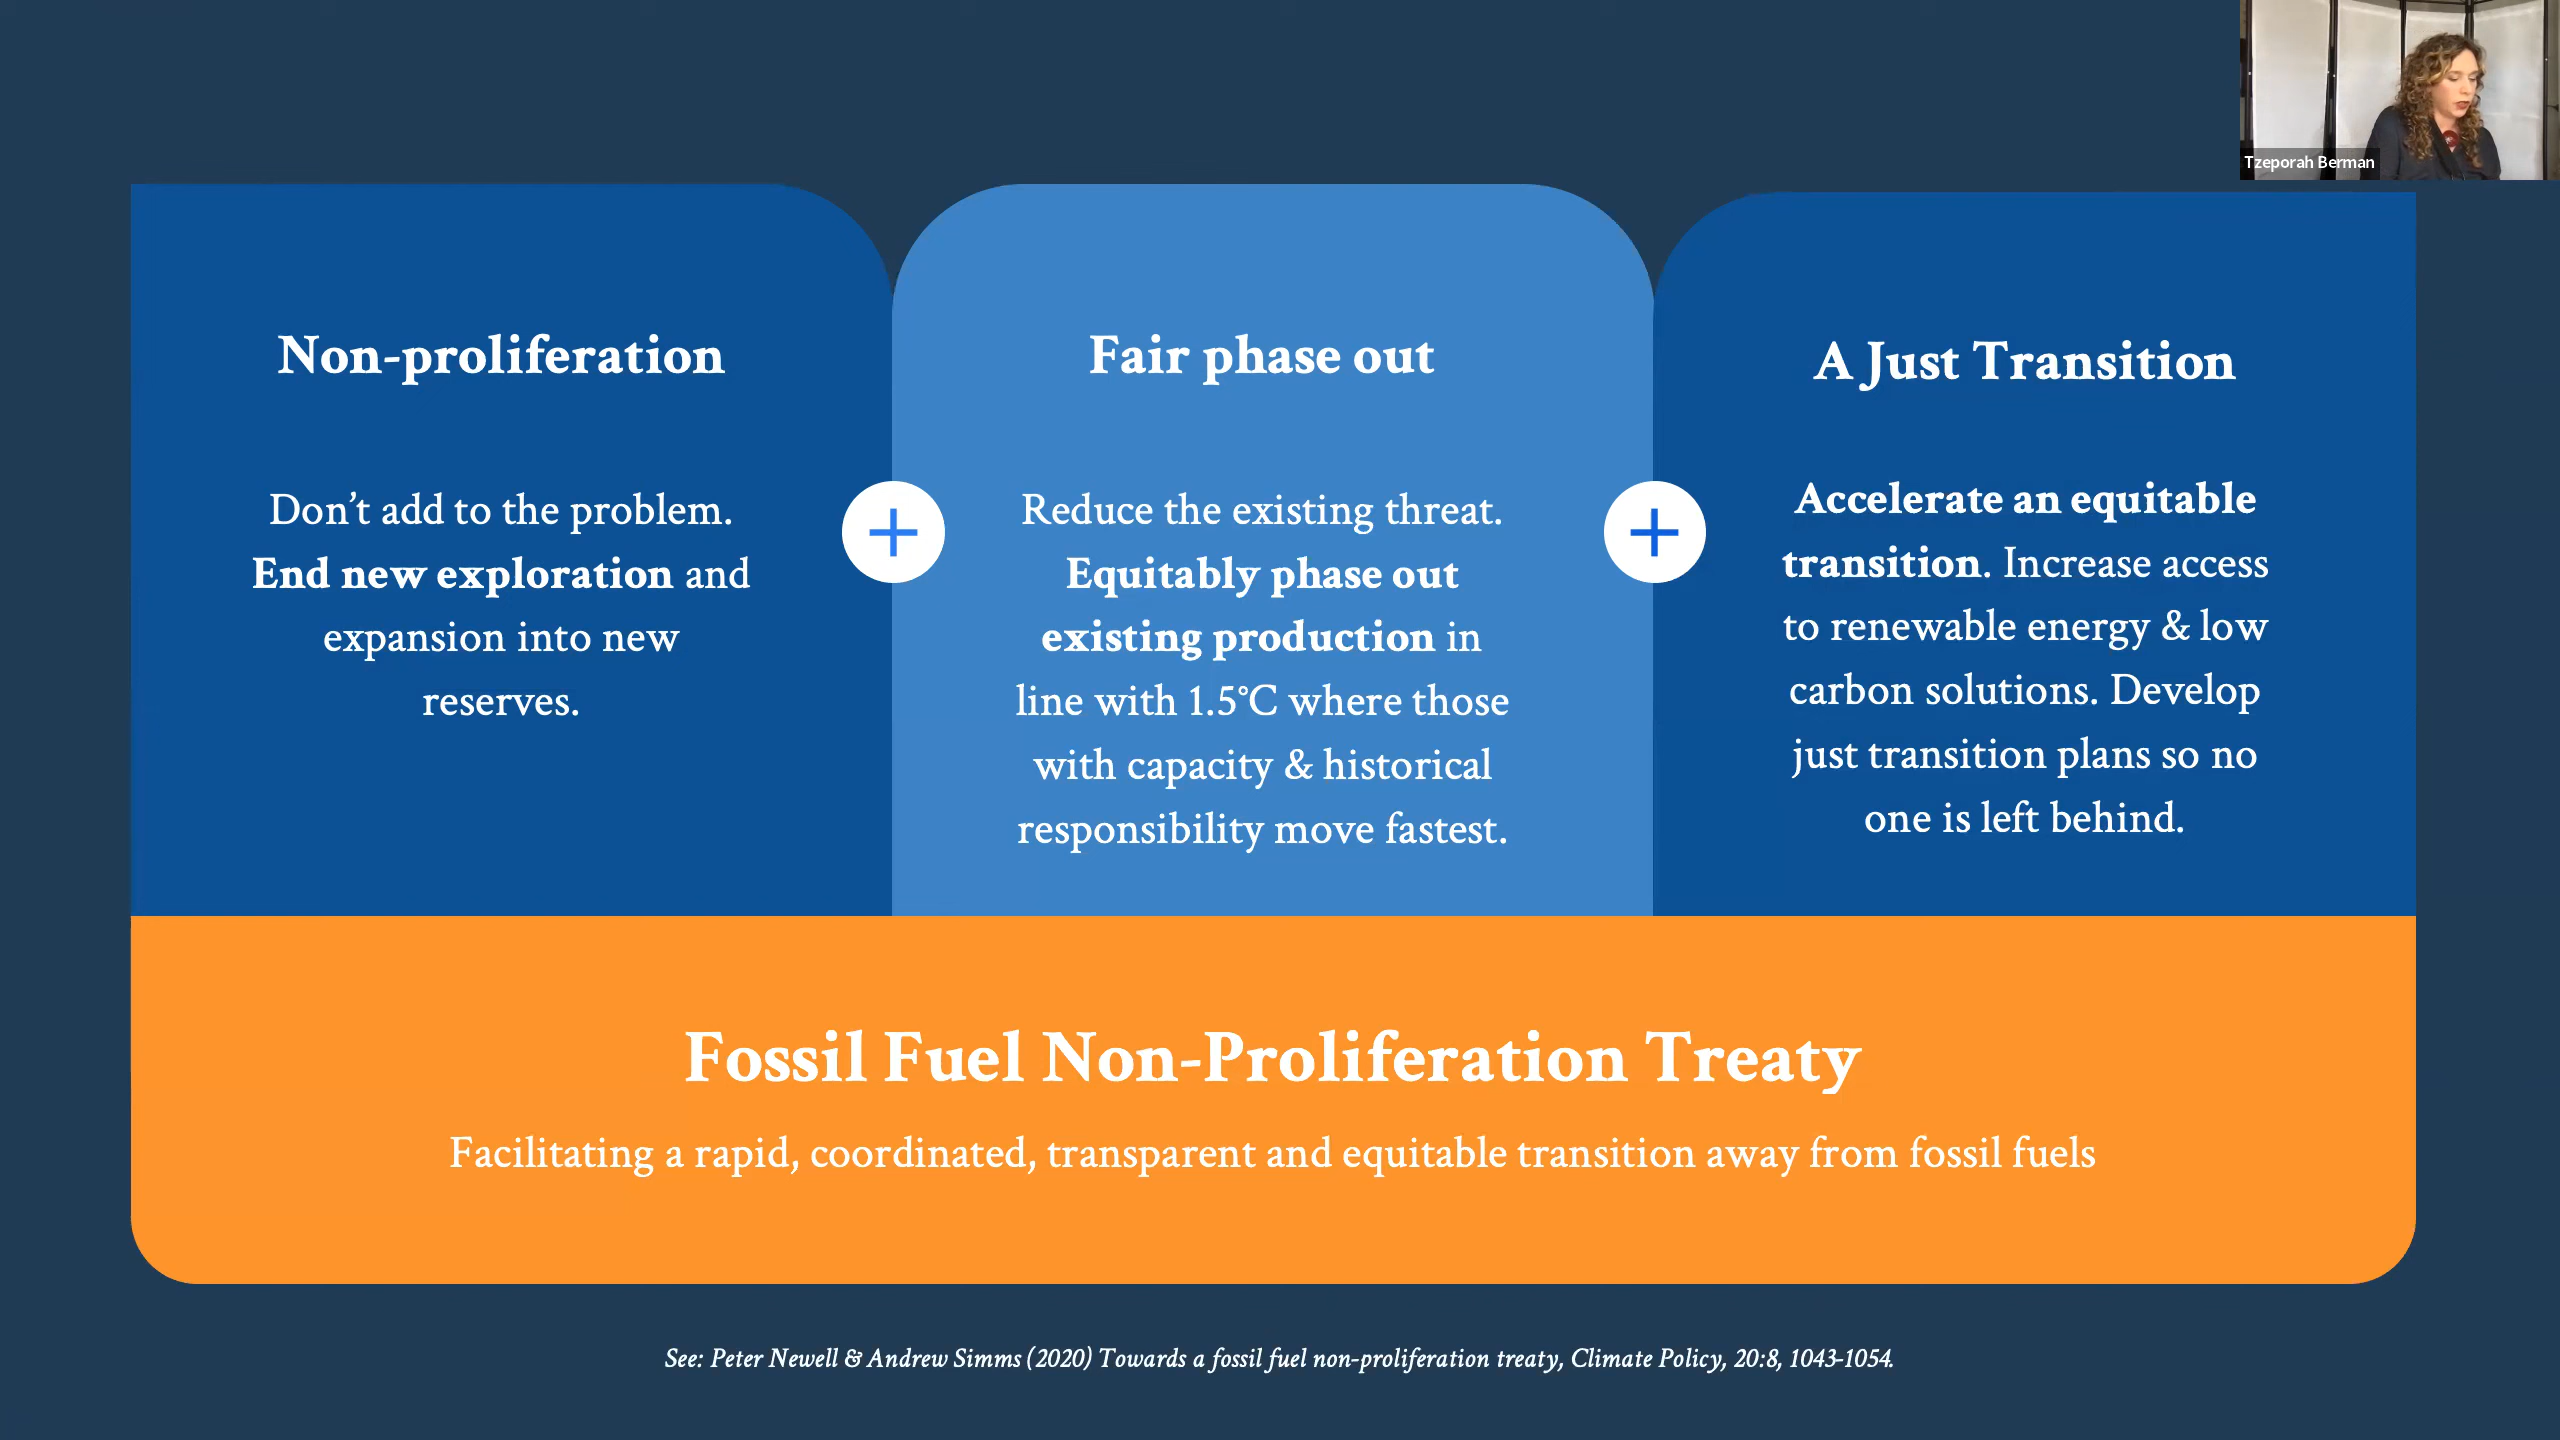 Tzeporah Berman
Non-proliferation
Don’t add to the problem.
End new exploration and
expansion into new
reserves.
+
Fair phase out
Reduce the existing threat.
Equitably phase out
existing production in
line with 1.5°C where those
with capacity & historical
responsibility move fastest.
+
A Just Transition
Accelerate an equitable
transition. Increase access
to renewable energy & low
carbon solutions. Develop
just transition plans so no
one is left behind.
Fossil Fuel Non-Proliferation Treaty
Facilitating a rapid, coordinated, transparent and equitable transition away from fossil fuels
See: Peter Newell & Andrew Simms (2020) Towards a fossil fuel non-proliferation treaty, Climate Policy, 20:8, 1043-1054.